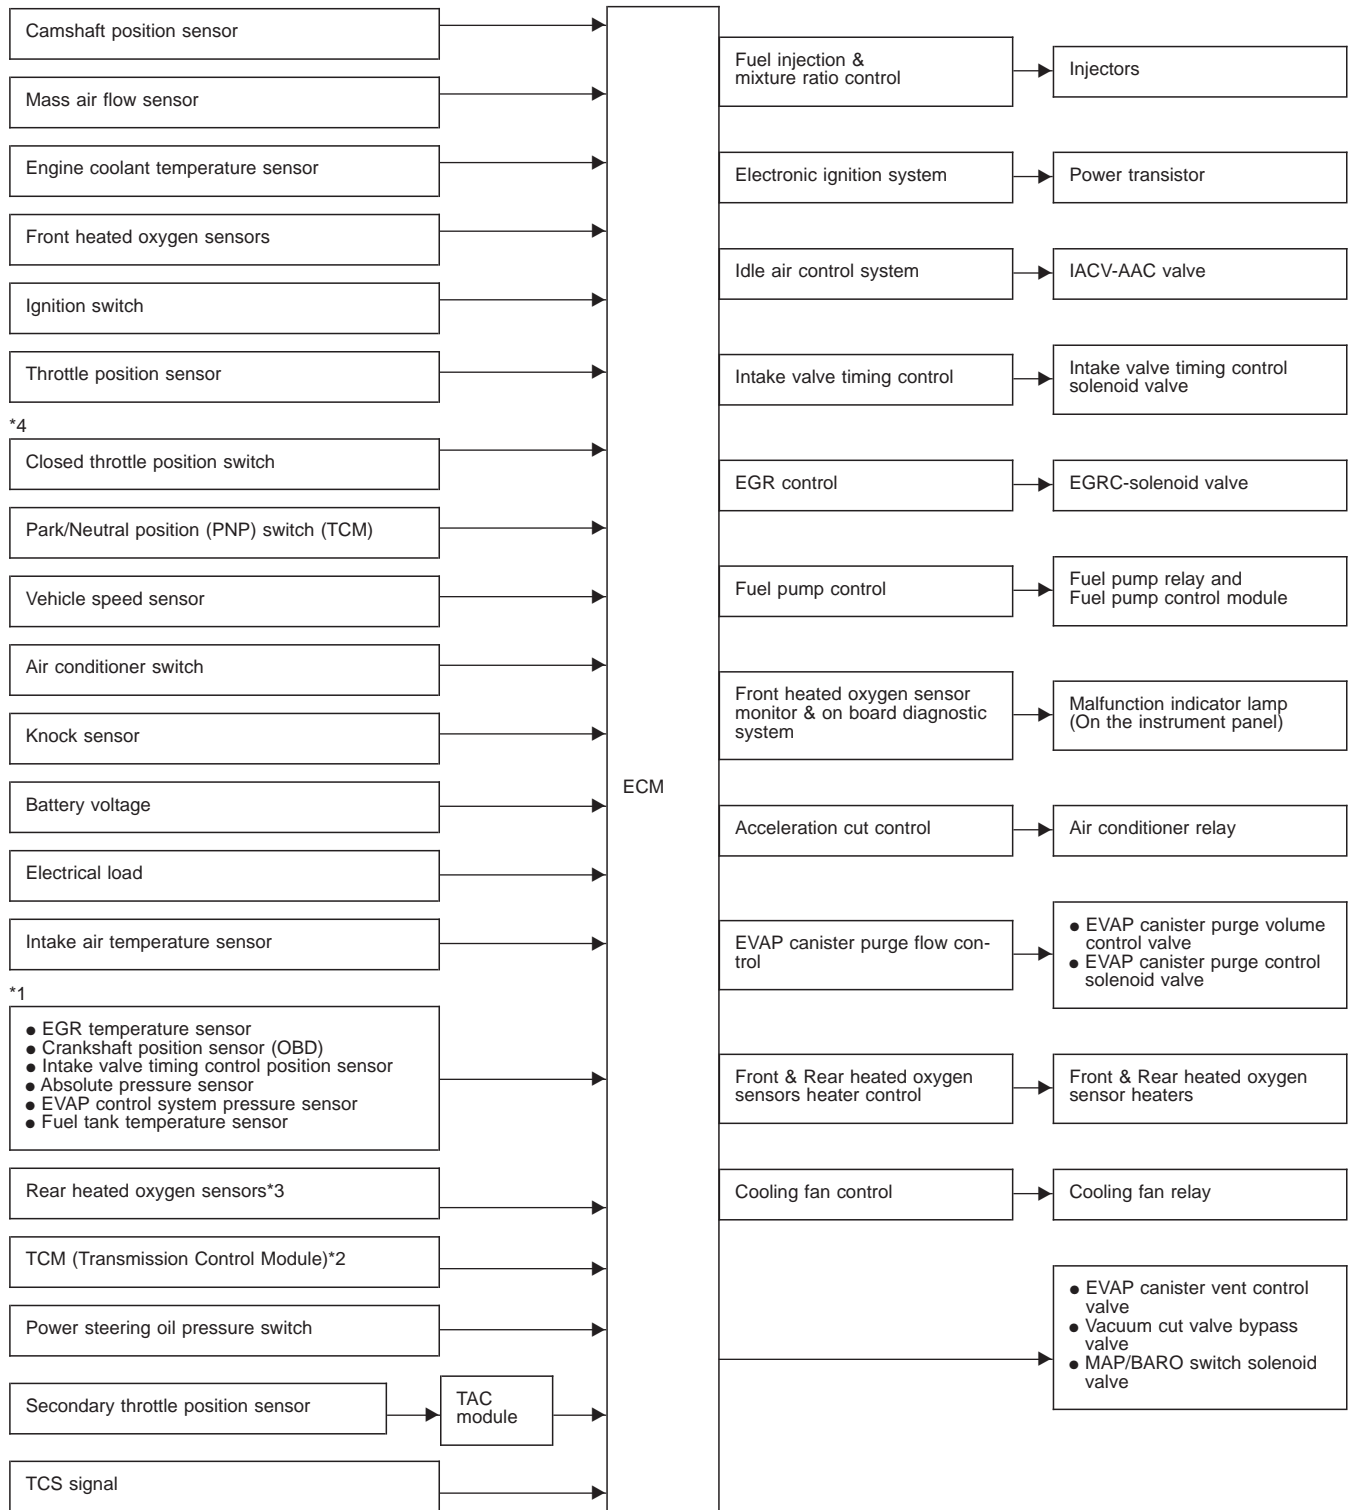 Camshaft position sensor
Mass air flow sensor
Engine coolant temperature sensor
Front heated oxygen sensors
Ignition switch
Throttle position sensor
*4
Closed throttle position switch
Park/Neutral position (PNP) switch (TCM)
Vehicle speed sensor
Air conditioner switch
Knock sensor
Battery voltage
Electrical load
Intake air temperature sensor
*1
● EGR temperature sensor
● Crankshaft position sensor (OBD)
● Intake valve timing control position sensor
● Absolute pressure sensor
● EVAP control system pressure sensor
● Fuel tank temperature sensor
Rear heated oxygen sensors*3
TCM (Transmission Control Module)*2
Power steering oil pressure switch
Secondary throttle position sensor
TAC
module
TCS signal
ECM
Fuel injection &
mixture ratio control
Injectors
Electronic ignition system
Power transistor
Idle air control system
IACV-AAC valve
Intake valve timing control
Intake valve timing control
solenoid valve
EGR control
EGRC-solenoid valve
Fuel pump control
Fuel pump relay and
Fuel pump control module
Front heated oxygen sensor
monitor & on board diagnostic
system
Malfunction indicator lamp
(On the instrument panel)
Acceleration cut control
Air conditioner relay
EVAP canister purge flow con-
trol
● EVAP canister purge volume
control valve
● EVAP canister purge control
solenoid valve
Front & Rear heated oxygen
sensors heater control
Front & Rear heated oxygen
sensor heaters
Cooling fan control
Cooling fan relay
● EVAP canister vent control
valve
● Vacuum cut valve bypass
valve
● MAP/BARO switch solenoid
valve